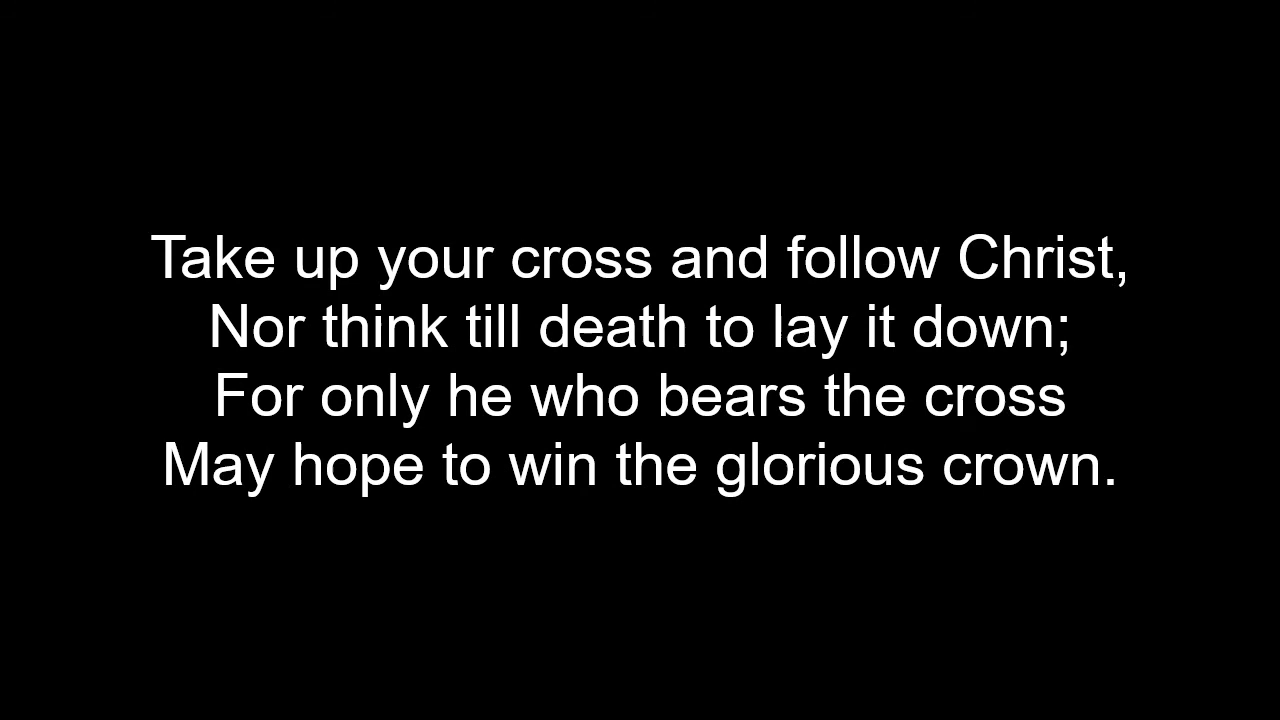 Take up your cross and follow Christ,
Nor think till death to lay it down;
For only he who bears the cross
May hope to win the glorious crown.